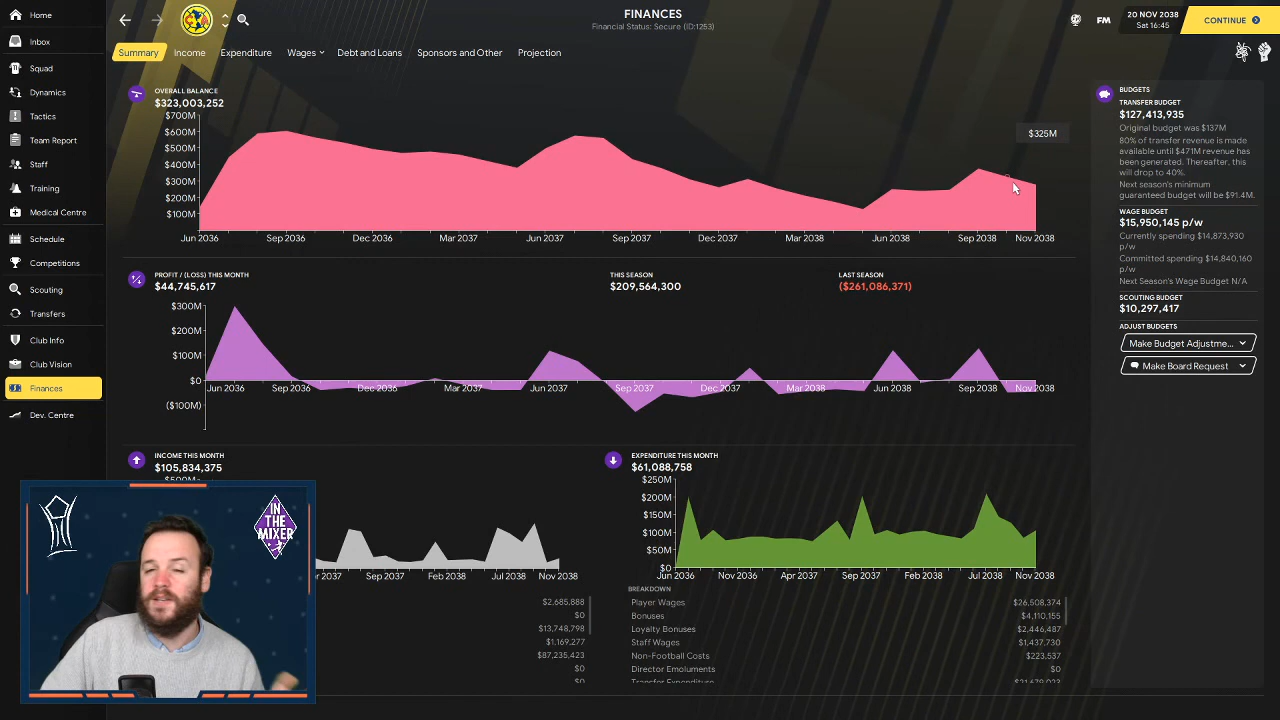 Home
Inbox
Squad
Dynamics
Tactics
Team Report
Staff
Training
Medical Centre
Schedule
Competitions
Scouting
Transfers
Club Info
Club Vision
Finances
Dev. Centre
FINANCES
Financial Status: Secure (ID:1253)
FM
20 NOV 2038
Sat 16:45
CONTINUE
Summary
Income
Expenditure
Wages
Debt and Loans
Sponsors and Other
Projection
OVERALL BALANCE
$323,003,252
$700M
$600M
$500M
$400M
$300M
$200M
$100M
$325M
Jun 2036 Sep 2036 Dec 2036 Mar 2037 Jun 2037 Sep 2037 Dec 2037 Mar 2038 Jun 2038 Sep 2038 Nov 2038
PROFIT / (LOSS) THIS MONTH
$44,745,617
THIS SEASON
$209,564,300
LAST SEASON
($261,086,371)
$300M
$200M
$100M
$0
($100M)
Jun 2036 Sep 2036 Dec 2036 Mar 2037 Jun 2037 Sep 2037 Dec 2037 Mar 2038 Jun 2038 Sep 2038 Nov 2038
INCOME THIS MONTH
$105,834,375
$500M
r 2037 Sep 2037 Feb 2038 Jul 2038 Nov 2038
$2,685,888
$0
$13,748,798
$1,169,277
$87,235,423
$0
EXPENDITURE THIS MONTH
$61,088,758
$250M
$200M
$150M
$100M
$50M
$0
Jun 2036 Nov 2036 Apr 2037 Sep 2037 Feb 2038 Jul 2038 Nov 2038
BREAKDOWN
Player Wages $26,508,374
Bonuses $4,110,155
Loyalty Bonuses $2,446,487
Staff Wages $1,437,730
Non-Football Costs $223,537
Director Emoluments $0
Transfer Expenditure $21,679,023
BUDGETS
TRANSFER BUDGET
$127,413,935
Original budget was $137M
80% of transfer revenue is made
available until $471M revenue has
been generated. Thereafter, this
will drop to 40%.
Next season's minimum
guaranteed budget will be $91.4M.
WAGE BUDGET
$15,950,145 p/w
Currently spending $14,873,930
p/w
Committed spending $14,840,160
p/w
Next Season's Wage Budget N/A
SCOUTING BUDGET
$10,297,417
ADJUST BUDGETS
Make Budget Adjustme...
Make Board Request
IN
THE
MIXER